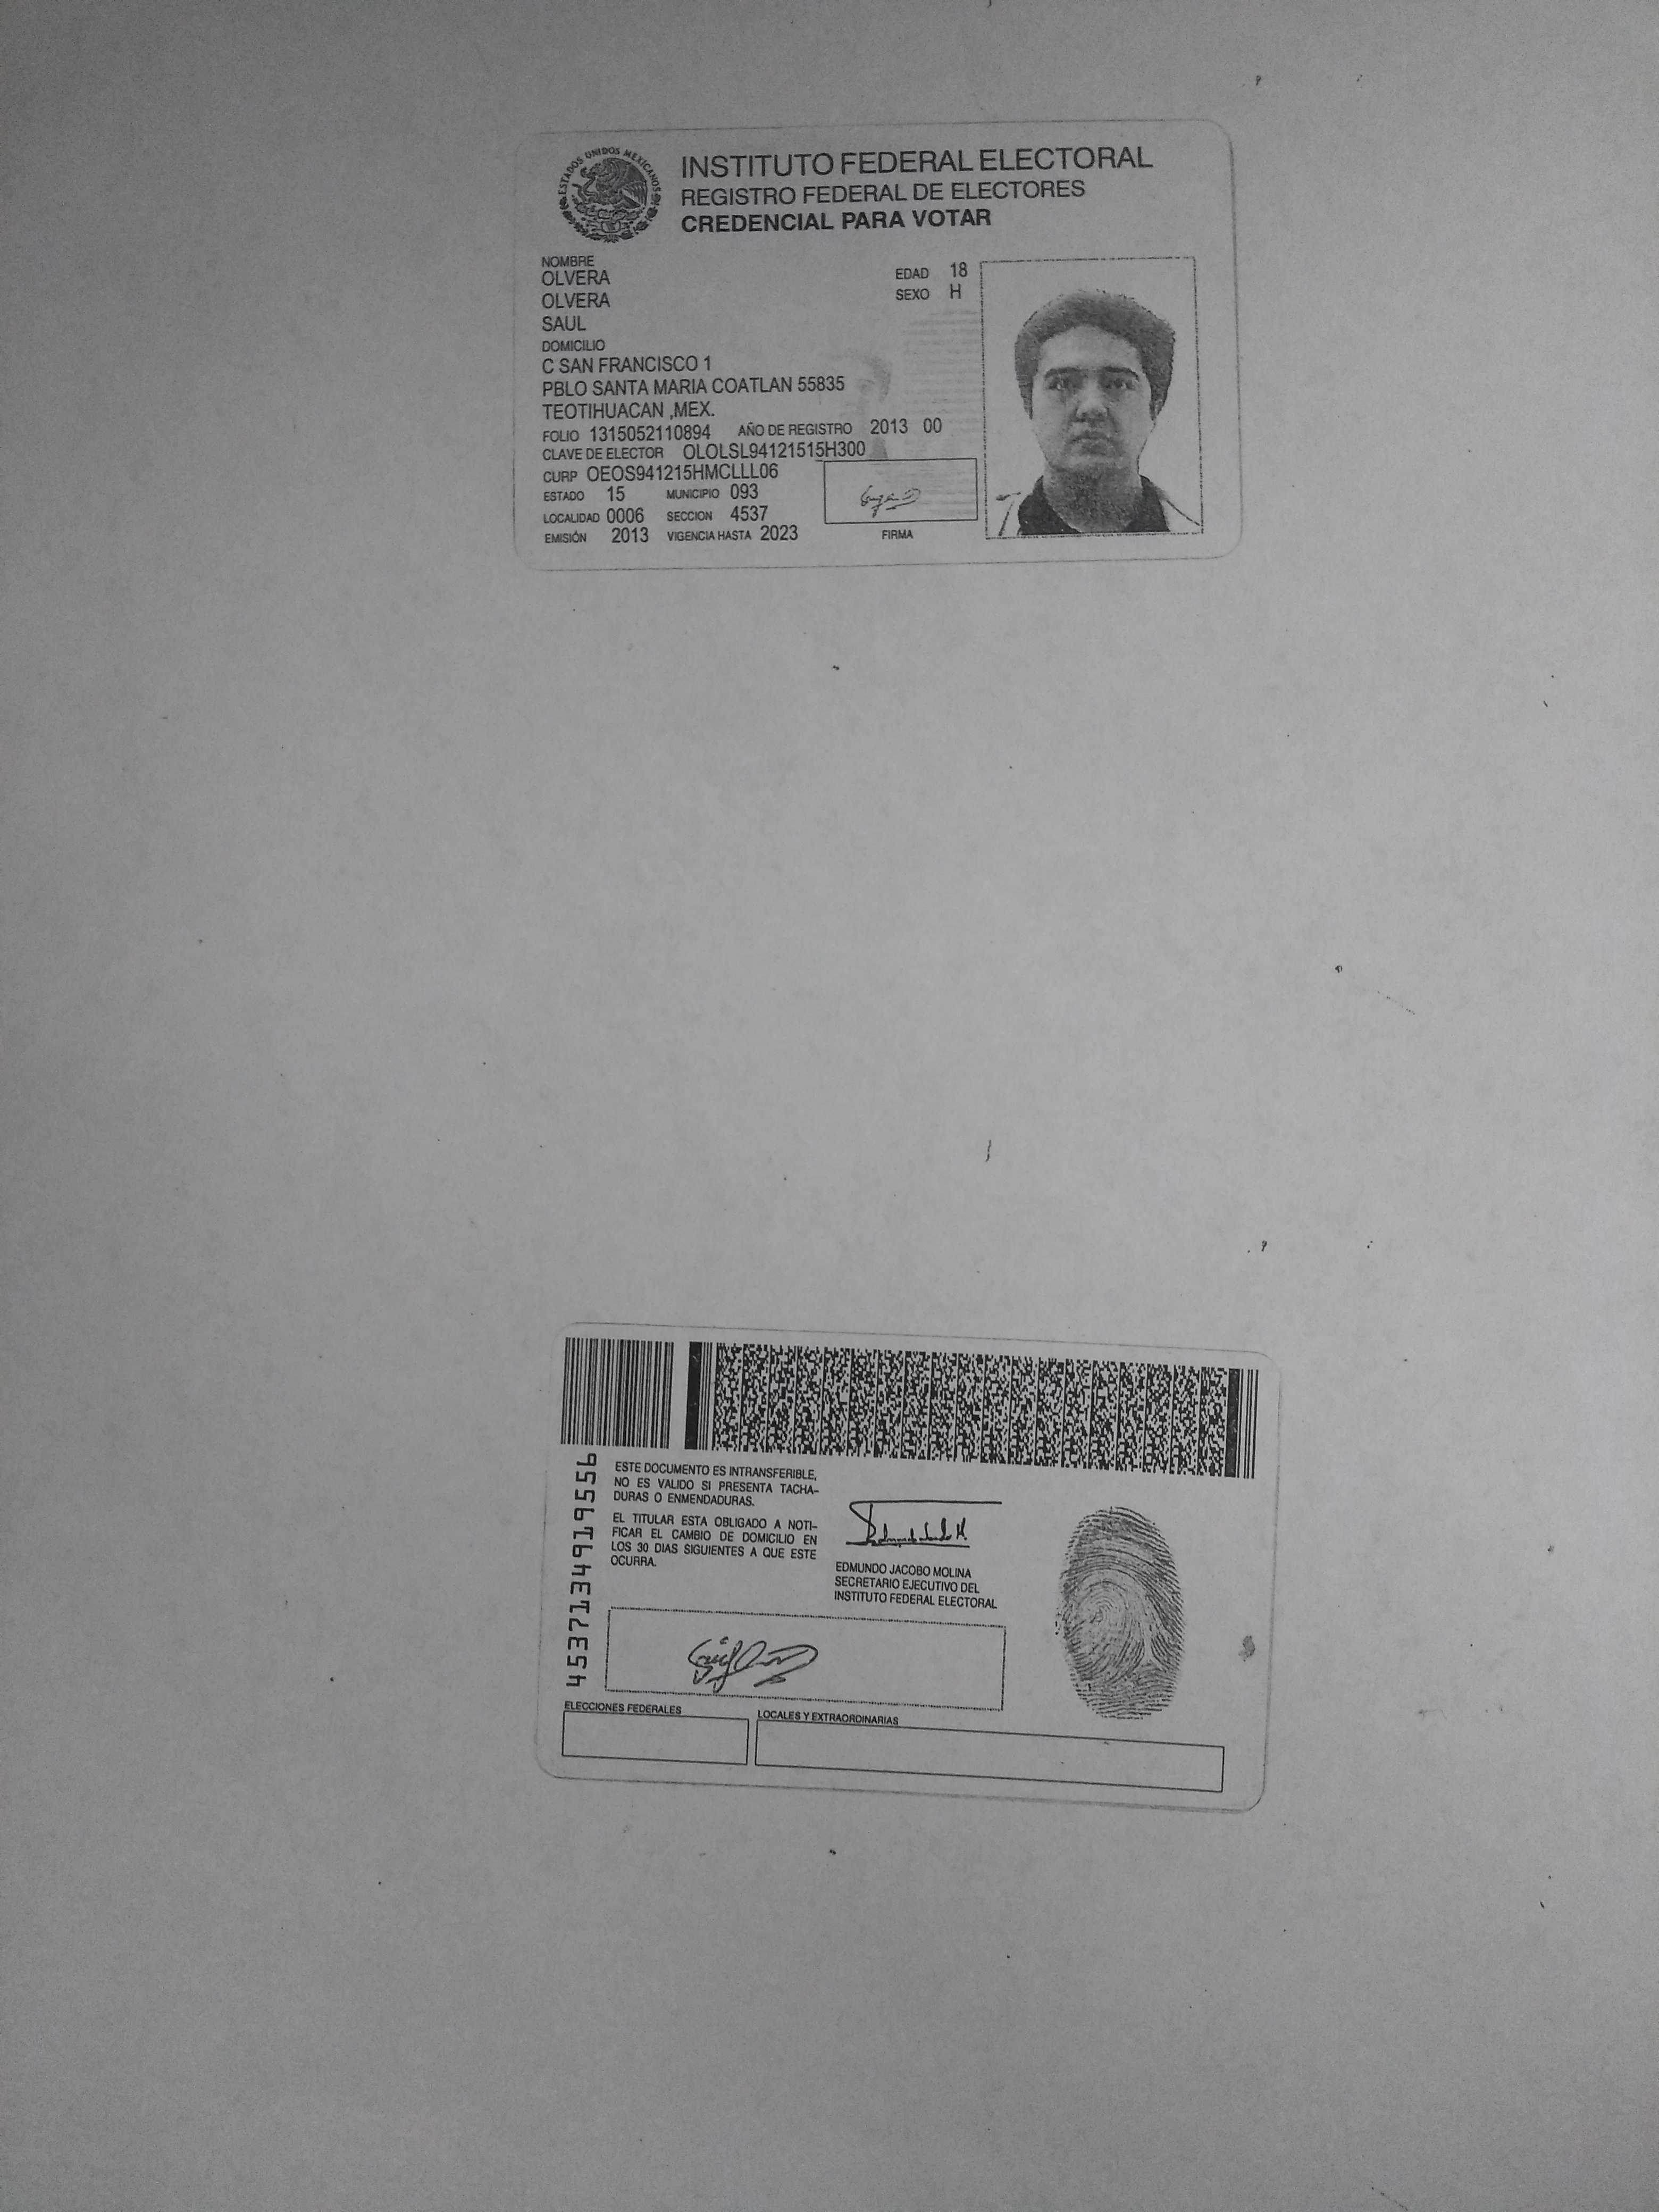 ESTADOS UNIDOS MEXICANOS
INSTITUTO FEDERAL ELECTORAL
REGISTRO FEDERAL DE ELECTORES
CREDENCIAL PARA VOTAR
NOMBRE
OLVERA
OLVERA
SAUL
EDAD 18
SEXO H
DOMICILIO
C SAN FRANCISCO 1
PBLO SANTA MARIA COATLAN 55835
TEOTIHUACAN ,MEX.
FOLIO 1315052110894 AÑO DE REGISTRO 2013 00
CLAVE DE ELECTOR OLOLSL94121515H300
CURP OEOS941215HMCLLL06
ESTADO 15 MUNICIPIO 093
LOCALIDAD 0006 SECCION 4537
EMISIÓN 2013 VIGENCIA HASTA 2023
FIRMA
4537134919556
ESTE DOCUMENTO ES INTRANSFERIBLE,
NO ES VALIDO SI PRESENTA TACHA-
DURAS O ENMENDADURAS.
EL TITULAR ESTA OBLIGADO A NOTI-
FICAR EL CAMBIO DE DOMICILIO EN
LOS 30 DIAS SIGUIENTES A QUE ESTE
OCURRA.
EDMUNDO JACOBO MOLINA
SECRETARIO EJECUTIVO DEL
INSTITUTO FEDERAL ELECTORAL
ELECCIONES FEDERALES
LOCALES Y EXTRAORDINARIAS